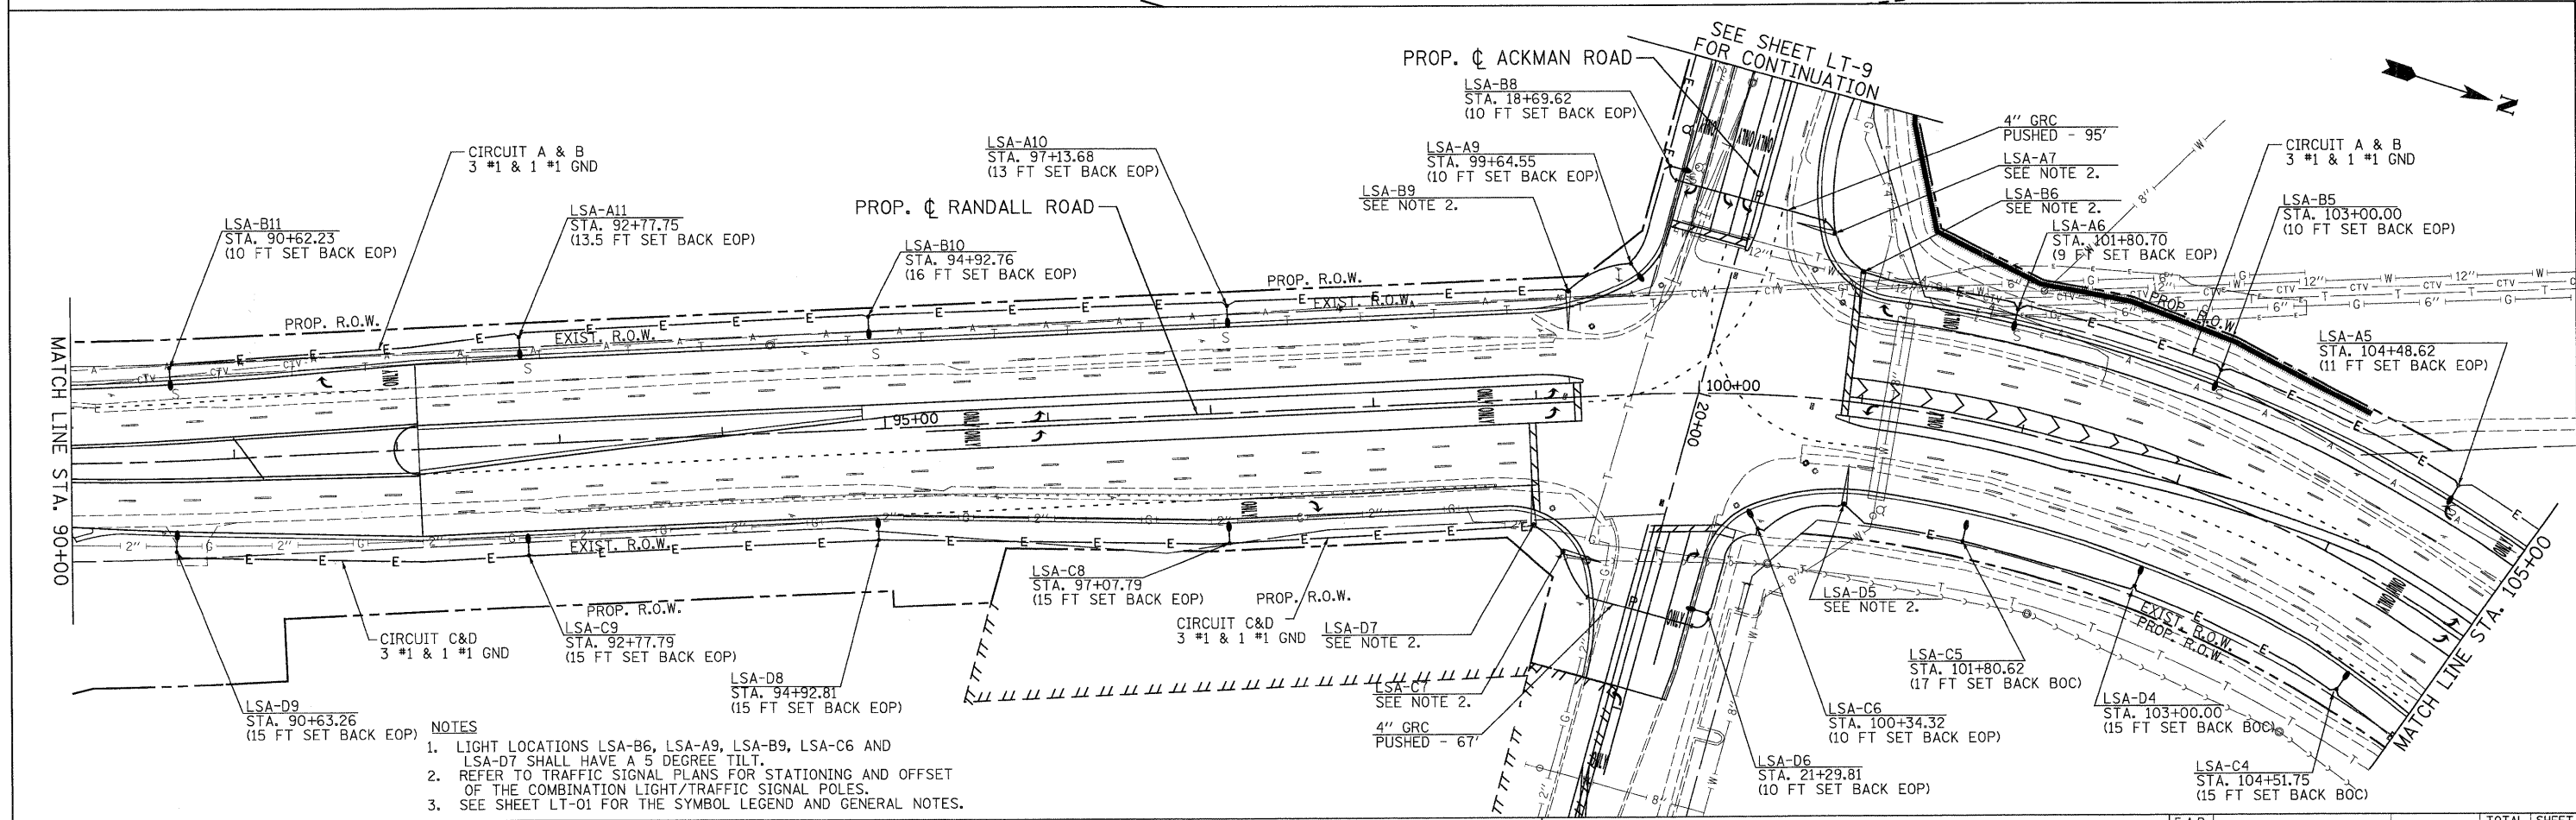 SEE SHEET LT-9
FOR CONTINUATION
PROP. ℄ ACKMAN ROAD
N
LSA-B8
STA. 18+69.62
(10 FT SET BACK EOP)
4" GRC
PUSHED - 95'
CIRCUIT A & B
3 #1 & 1 #1 GND
LSA-A10
STA. 97+13.68
(13 FT SET BACK EOP)
LSA-A9
STA. 99+64.55
(10 FT SET BACK EOP)
LSA-A7
SEE NOTE 2.
CIRCUIT A & B
3 #1 & 1 #1 GND
LSA-B9
SEE NOTE 2.
LSA-B6
SEE NOTE 2.
LSA-B5
STA. 103+00.00
(10 FT SET BACK EOP)
LSA-B11
STA. 90+62.23
(10 FT SET BACK EOP)
LSA-A11
STA. 92+77.75
(13.5 FT SET BACK EOP)
PROP. ℄ RANDALL ROAD
LSA-B10
STA. 94+92.76
(16 FT SET BACK EOP)
LSA-A6
STA. 101+80.70
(9 FT SET BACK EOP)
PROP. R.O.W.
EXIST. R.O.W.
PROP. R.O.W.
EXIST. R.O.W.
PROP. R.O.W.
LSA-A5
STA. 104+48.62
(11 FT SET BACK EOP)
MATCH LINE STA. 90+00
95+00
100+00
20+00
ONLY
ONLY ONLY
ONLY ONLY
ONLY
EXIST. R.O.W.
PROP. R.O.W.
CIRCUIT C&D
3 #1 & 1 #1 GND
LSA-C9
STA. 92+77.79
(15 FT SET BACK EOP)
LSA-C8
STA. 97+07.79
(15 FT SET BACK EOP)
PROP. R.O.W.
CIRCUIT C&D
3 #1 & 1 #1 GND
LSA-D7
SEE NOTE 2.
LSA-D5
SEE NOTE 2.
LSA-C5
STA. 101+80.62
(17 FT SET BACK BOC)
EXIST. R.O.W.
PROP. R.O.W.
MATCH LINE STA. 105+00
LSA-D9
STA. 90+63.26
(15 FT SET BACK EOP)
LSA-D8
STA. 94+92.81
(15 FT SET BACK EOP)
LSA-C7
SEE NOTE 2.
4" GRC
PUSHED - 67'
LSA-C6
STA. 100+34.32
(10 FT SET BACK EOP)
LSA-D4
STA. 103+00.00
(15 FT SET BACK BOC)
LSA-D6
STA. 21+29.81
(10 FT SET BACK EOP)
LSA-C4
STA. 104+51.75
(15 FT SET BACK BOC)
NOTES
1. LIGHT LOCATIONS LSA-B6, LSA-A9, LSA-B9, LSA-C6 AND
LSA-D7 SHALL HAVE A 5 DEGREE TILT.
2. REFER TO TRAFFIC SIGNAL PLANS FOR STATIONING AND OFFSET
OF THE COMBINATION LIGHT/TRAFFIC SIGNAL POLES.
3. SEE SHEET LT-01 FOR THE SYMBOL LEGEND AND GENERAL NOTES.
TOTAL SHEET